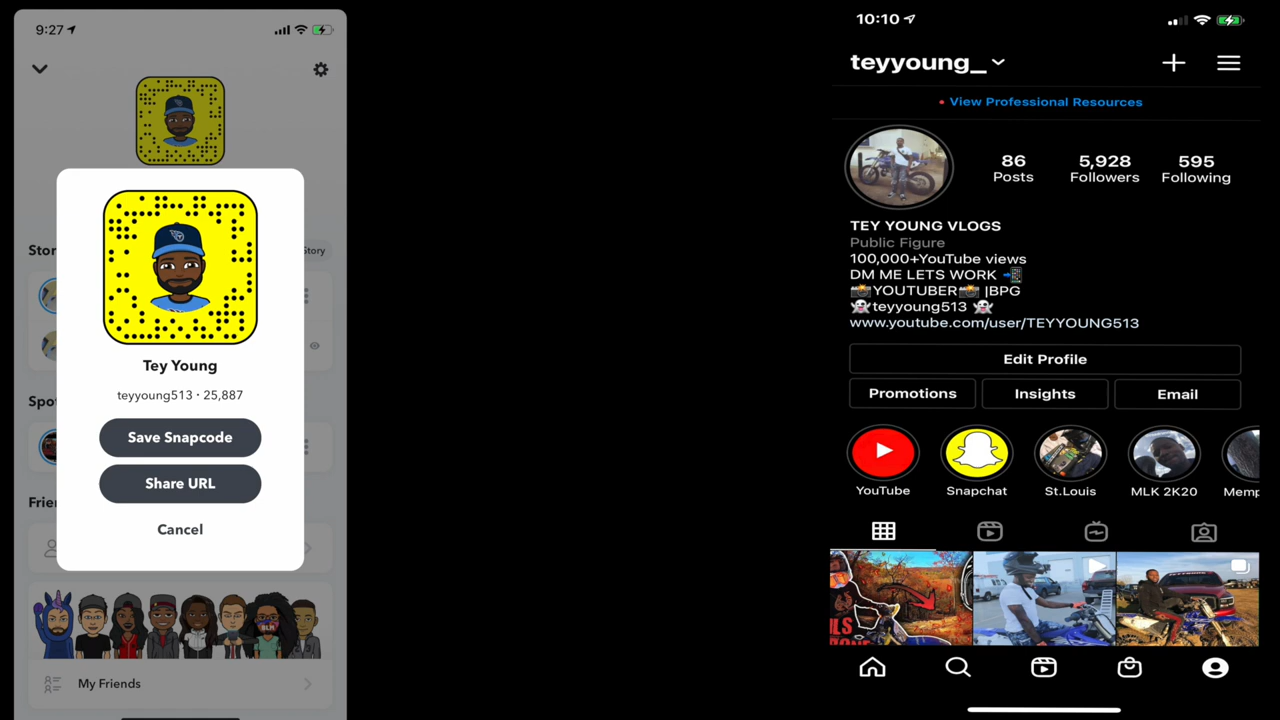 9:27
Story
Tey Young
teyyoung513 · 25,887
Save Snapcode
Share URL
Cancel
My Friends
10:10
teyyoung_
View Professional Resources
86
Posts
5,928
Followers
595
Following
TEY YOUNG VLOGS
Public Figure
100,000+YouTube views
DM ME LETS WORK 📲
📸YOUTUBER📸 |BPG
👻teyyoung513 👻
www.youtube.com/user/TEYYOUNG513
Edit Profile
Promotions
Insights
Email
YouTube
Snapchat
St.Louis
MLK 2K20
Memp